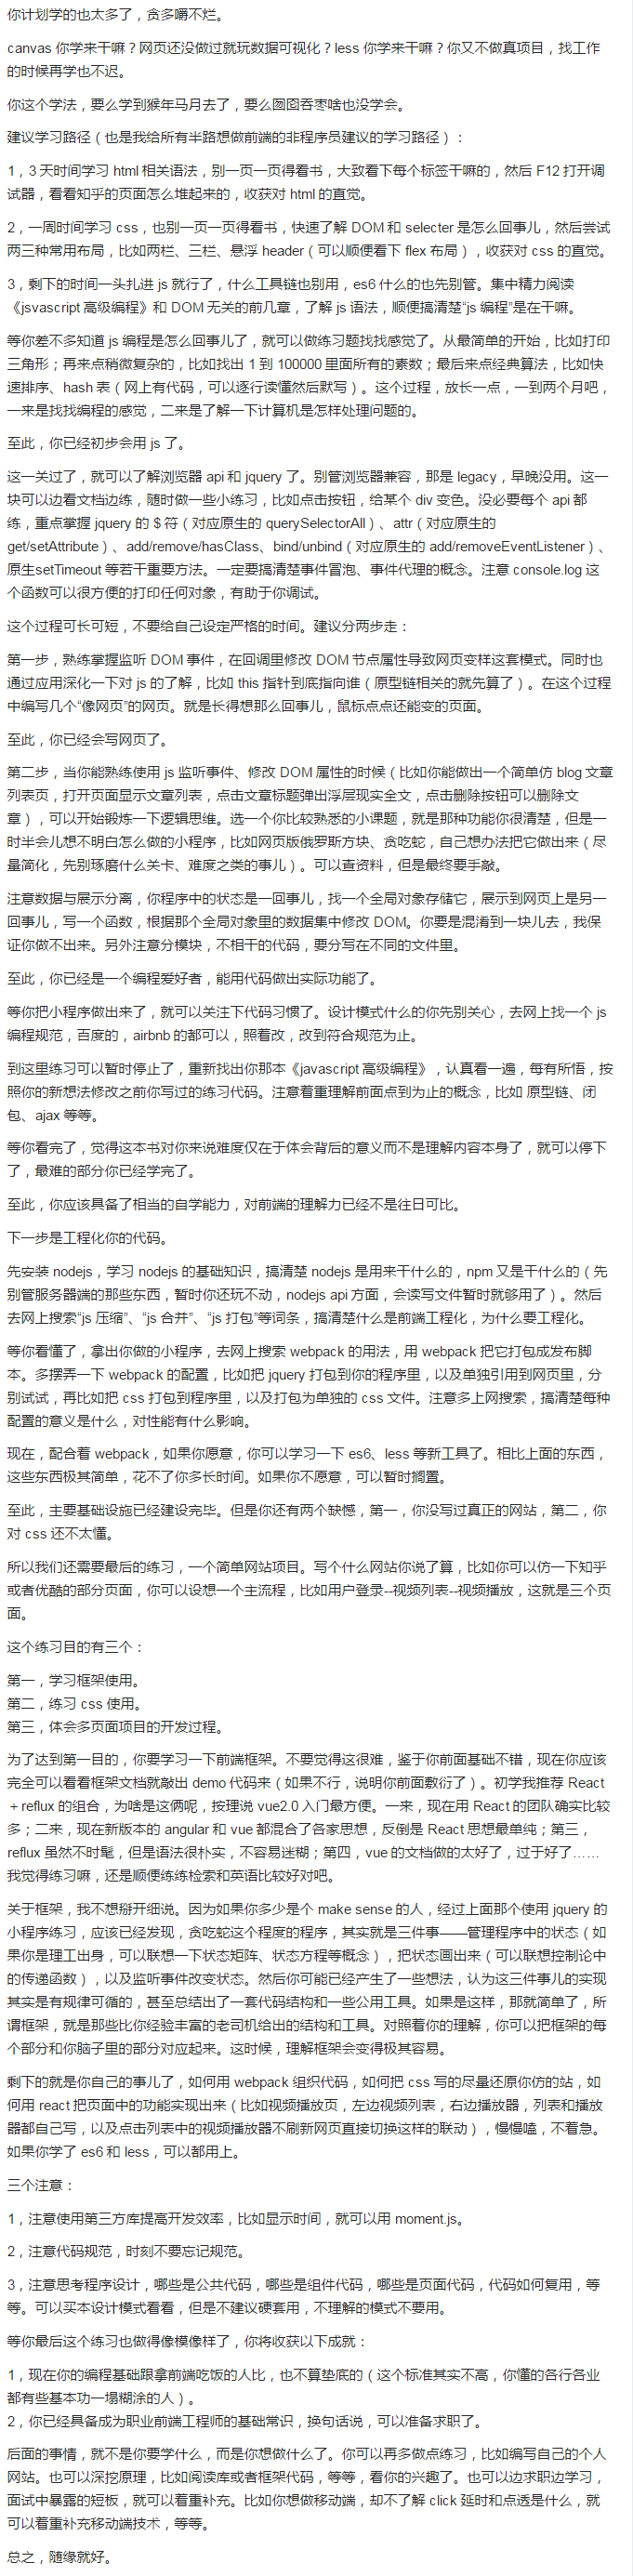 你计划学的也太多了，贪多嚼不烂。
canvas 你学来干嘛？网页还没做过就玩数据可视化？less 你学来干嘛？你又不做真项目，找工作
的时候再学也不迟。
你这个学法，要么学到猴年马月去了，要么囫囵吞枣啥也没学会。
建议学习路径（也是我给所有半路想做前端的非程序员建议的学习路径）：
1，3 天时间学习 html 相关语法，别一页一页得看书，大致看下每个标签干嘛的，然后 F12 打开调
试器，看看知乎的页面怎么堆起来的，收获对 html 的直觉。
2，一周时间学习 css，也别一页一页得看书，快速了解 DOM 和 selecter 是怎么回事儿，然后尝试
两三种常用布局，比如两栏、三栏、悬浮 header（可以顺便看下 flex 布局），收获对 css 的直觉。
3，剩下的时间一头扎进 js 就行了，什么工具链也别用，es6 什么的也先别管。集中精力阅读
《jsvascript 高级编程》和 DOM 无关的前几章，了解 js 语法，顺便搞清楚“js 编程”是在干嘛。
等你差不多知道 js 编程是怎么回事儿了，就可以做练习题找找感觉了。从最简单的开始，比如打印
三角形；再来点稍微复杂的，比如找出 1 到 100000 里面所有的素数；最后来点经典算法，比如快
速排序、hash 表（网上有代码，可以逐行读懂然后默写）。这个过程，放长一点，一到两个月吧，
一来是找找编程的感觉，二来是了解一下计算机是怎样处理问题的。
至此，你已经初步会用 js 了。
这一关过了，就可以了解浏览器 api 和 jquery 了。别管浏览器兼容，那是 legacy，早晚没用。这一
块可以边看文档边练，随时做一些小练习，比如点击按钮，给某个 div 变色。没必要每个 api 都
练，重点掌握 jquery 的 $ 符（对应原生的 querySelectorAll）、attr（对应原生的
get/setAttribute）、add/remove/hasClass、bind/unbind（对应原生的 add/removeEventListener）、
原生setTimeout 等若干重要方法。一定要搞清楚事件冒泡、事件代理的概念。注意 console.log 这
个函数可以很方便的打印任何对象，有助于你调试。
这个过程可长可短，不要给自己设定严格的时间。建议分两步走：
第一步，熟练掌握监听 DOM 事件，在回调里修改 DOM 节点属性导致网页变样这套模式。同时也
通过应用深化一下对 js 的了解，比如 this 指针到底指向谁（原型链相关的就先算了）。在这个过程
中编写几个“像网页”的网页。就是长得想那么回事儿，鼠标点点还能变的页面。
至此，你已经会写网页了。
第二步，当你能熟练使用 js 监听事件、修改 DOM 属性的时候（比如你能做出一个简单仿 blog 文章
列表页，打开页面显示文章列表，点击文章标题弹出浮层现实全文，点击删除按钮可以删除文
章），可以开始锻炼一下逻辑思维。选一个你比较熟悉的小课题，就是那种功能你很清楚，但是一
时半会儿想不明白怎么做的小程序，比如网页版俄罗斯方块、贪吃蛇，自己想办法把它做出来（尽
量简化，先别琢磨什么关卡、难度之类的事儿）。可以查资料，但是最终要手敲。
注意数据与展示分离，你程序中的状态是一回事儿，找一个全局对象存储它，展示到网页上是另一
回事儿，写一个函数，根据那个全局对象里的数据集中修改 DOM。你要是混淆到一块儿去，我保
证你做不出来。另外注意分模块，不相干的代码，要分写在不同的文件里。
至此，你已经是一个编程爱好者，能用代码做出实际功能了。
等你把小程序做出来了，就可以关注下代码习惯了。设计模式什么的你先别关心，去网上找一个 js
编程规范，百度的，airbnb 的都可以，照着改，改到符合规范为止。
到这里练习可以暂时停止了，重新找出你那本《javascript 高级编程》，认真看一遍，每有所悟，按
照你的新想法修改之前你写过的练习代码。注意着重理解前面点到为止的概念，比如 原型链、闭
包、ajax 等等。
等你看完了，觉得这本书对你来说难度仅在于体会背后的意义而不是理解内容本身了，就可以停下
了，最难的部分你已经学完了。
至此，你应该具备了相当的自学能力，对前端的理解力已经不是往日可比。
下一步是工程化你的代码。
先安装 nodejs，学习 nodejs 的基础知识，搞清楚 nodejs 是用来干什么的，npm 又是干什么的（先
别管服务器端的那些东西，暂时你还玩不动，nodejs api 方面，会读写文件暂时就够用了）。然后
去网上搜索“js 压缩”、“js 合并”、“js 打包”等词条，搞清楚什么是前端工程化，为什么要工程化。
等你看懂了，拿出你做的小程序，去网上搜索 webpack 的用法，用 webpack 把它打包成发布脚
本。多摆弄一下 webpack 的配置，比如把 jquery 打包到你的程序里，以及单独引用到网页里，分
别试试，再比如把 css 打包到程序里，以及打包为单独的 css 文件。注意多上网搜索，搞清楚每种
配置的意义是什么，对性能有什么影响。
现在，配合着 webpack，如果你愿意，你可以学习一下 es6、less 等新工具了。相比上面的东西，
这些东西极其简单，花不了你多长时间。如果你不愿意，可以暂时搁置。
至此，主要基础设施已经建设完毕。但是你还有两个缺憾，第一，你没写过真正的网站，第二，你
对 css 还不太懂。
所以我们还需要最后的练习，一个简单网站项目。写个什么网站你说了算，比如你可以仿一下知乎
或者优酷的部分页面，你可以设想一个主流程，比如用户登录--视频列表--视频播放，这就是三个页
面。
这个练习目的有三个：
第一，学习框架使用。
第二，练习 css 使用。
第三，体会多页面项目的开发过程。
为了达到第一目的，你要学习一下前端框架。不要觉得这很难，鉴于你前面基础不错，现在你应该
完全可以看看框架文档就敲出 demo 代码来（如果不行，说明你前面敷衍了）。初学我推荐 React
＋reflux 的组合，为啥是这俩呢，按理说 vue2.0 入门最方便。一来，现在用 React 的团队确实比较
多；二来，现在新版本的 angular 和 vue 都混合了各家思想，反倒是 React 思想最单纯；第三，
reflux 虽然不时髦，但是语法很朴实，不容易迷糊；第四，vue 的文档做的太好了，过于好了……
我觉得练习嘛，还是顺便练练检索和英语比较好对吧。
关于框架，我不想掰开细说。因为如果你多少是个 make sense 的人，经过上面那个使用 jquery 的
小程序练习，应该已经发现，贪吃蛇这个程度的程序，其实就是三件事——管理程序中的状态（如
果你是理工出身，可以联想一下状态矩阵、状态方程等概念），把状态画出来（可以联想控制论中
的传递函数），以及监听事件改变状态。然后你可能已经产生了一些想法，认为这三件事儿的实现
其实是有规律可循的，甚至总结出了一套代码结构和一些公用工具。如果是这样，那就简单了，所
谓框架，就是那些比你经验丰富的老司机给出的结构和工具。对照着你的理解，你可以把框架的每
个部分和你脑子里的部分对应起来。这时候，理解框架会变得极其容易。
剩下的就是你自己的事儿了，如何用 webpack 组织代码，如何把 css 写的尽量还原你仿的站，如
何用 react 把页面中的功能实现出来（比如视频播放页，左边视频列表，右边播放器，列表和播放
器都自己写，以及点击列表中的视频播放器不刷新网页直接切换这样的联动），慢慢嗑，不着急。
如果你学了 es6 和 less，可以都用上。
三个注意：
1，注意使用第三方库提高开发效率，比如显示时间，就可以用 moment.js。
2，注意代码规范，时刻不要忘记规范。
3，注意思考程序设计，哪些是公共代码，哪些是组件代码，哪些是页面代码，代码如何复用，等
等。可以买本设计模式看看，但是不建议硬套用，不理解的模式不要用。
等你最后这个练习也做得像模像样了，你将收获以下成就：
1，现在你的编程基础跟拿前端吃饭的人比，也不算垫底的（这个标准其实不高，你懂的各行各业
都有些基本功一塌糊涂的人）。
2，你已经具备成为职业前端工程师的基础常识，换句话说，可以准备求职了。
后面的事情，就不是你要学什么，而是你想做什么了。你可以再多做点练习，比如编写自己的个人
网站。也可以深挖原理，比如阅读库或者框架代码，等等，看你的兴趣了。也可以边求职边学习，
面试中暴露的短板，就可以着重补充。比如你想做移动端，却不了解 click 延时和点透是什么，就
可以着重补充移动端技术，等等。
总之，随缘就好。